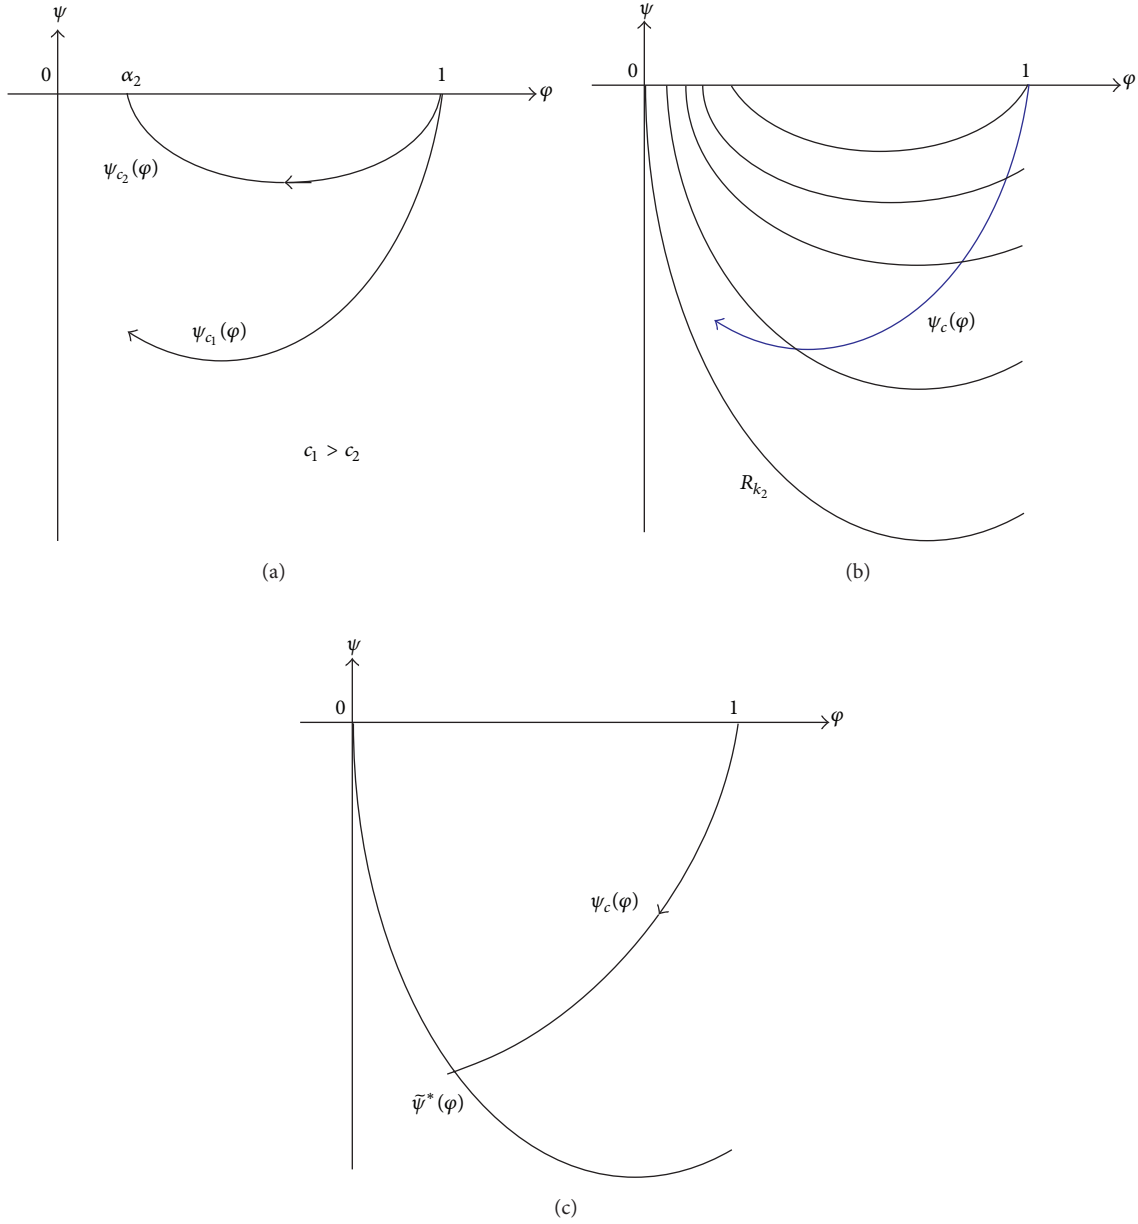 ψ
0
α₂
1
φ
ψ_{c₂}(φ)
ψ_{c₁}(φ)
c₁ > c₂
(a)
ψ
0
1
φ
ψ_c(φ)
R_{k₂}
(b)
ψ
0
1
φ
ψ_c(φ)
ψ̃*(φ)
(c)